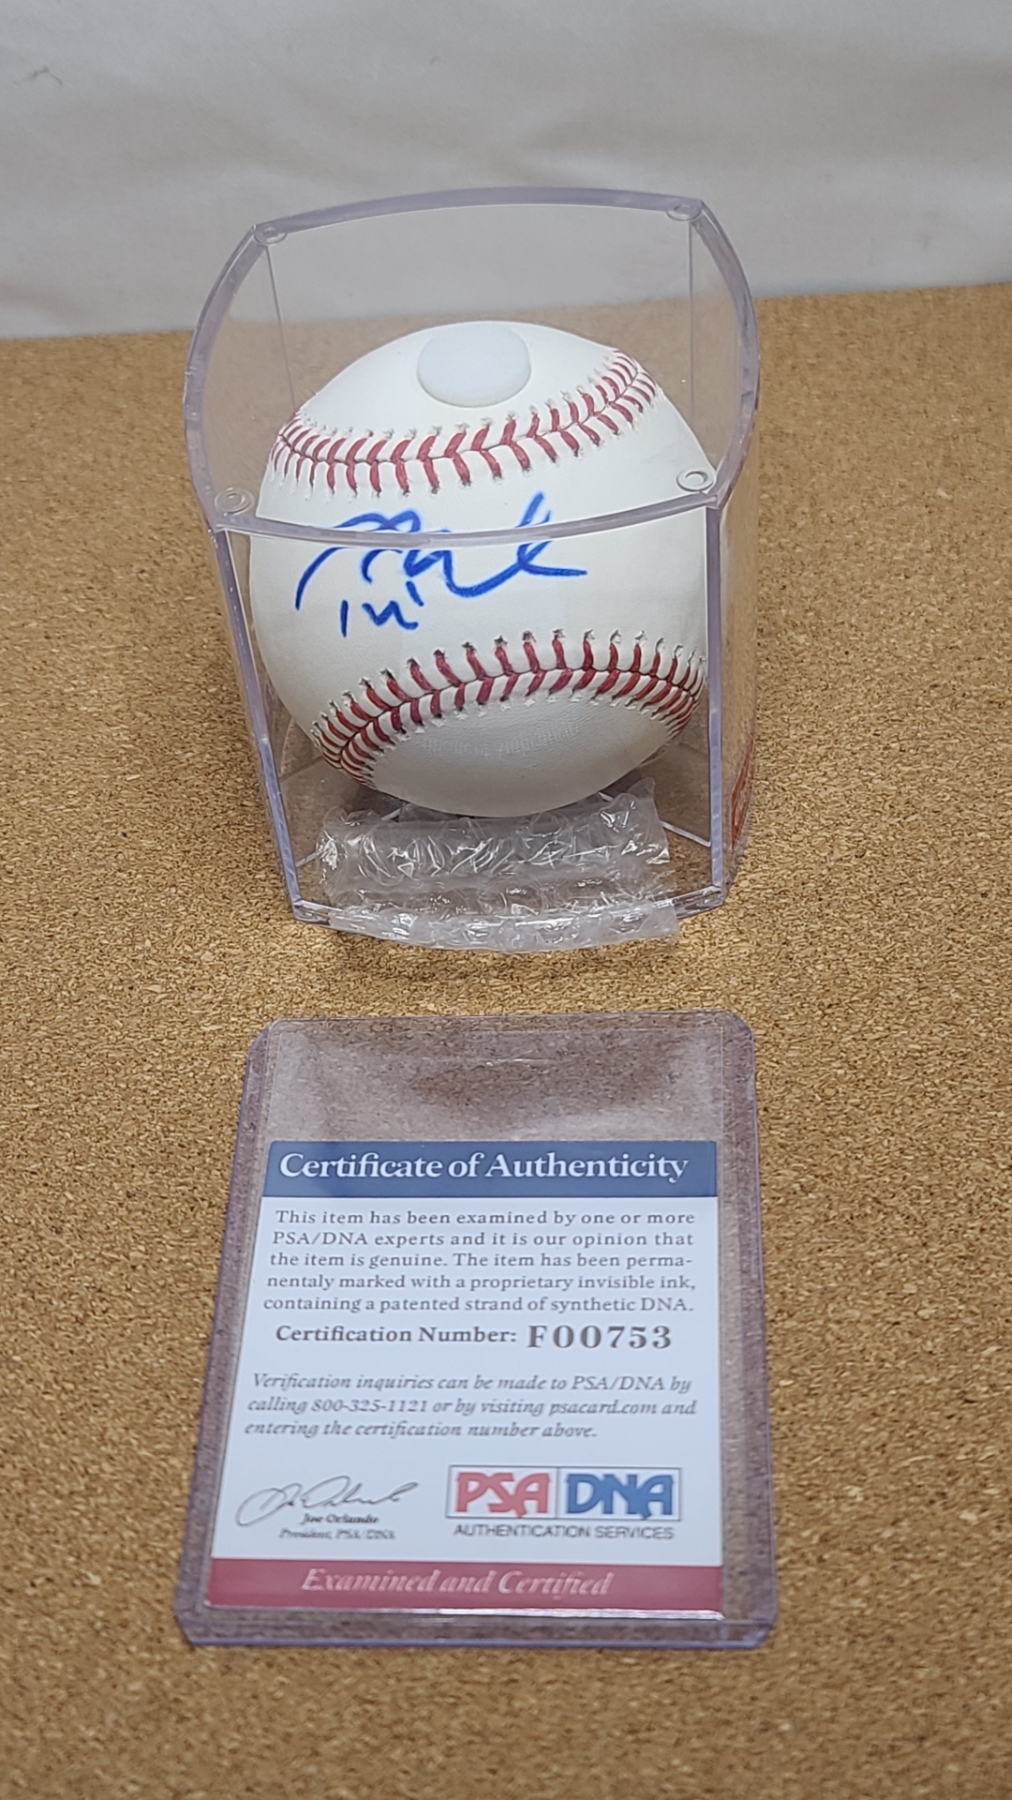 Certificate of Authenticity
This item has been examined by one or more
PSA/DNA experts and it is our opinion that
the item is genuine. The item has been perma-
nentaly marked with a proprietary invisible ink,
containing a patented strand of synthetic DNA.
Certification Number: F00753
Verification inquiries can be made to PSA/DNA by
calling 800-325-1121 or by visiting psacard.com and
entering the certification number above.
Joe Orlando
President, PSA/DNA
PSA DNA
AUTHENTICATION SERVICES
Examined and Certified